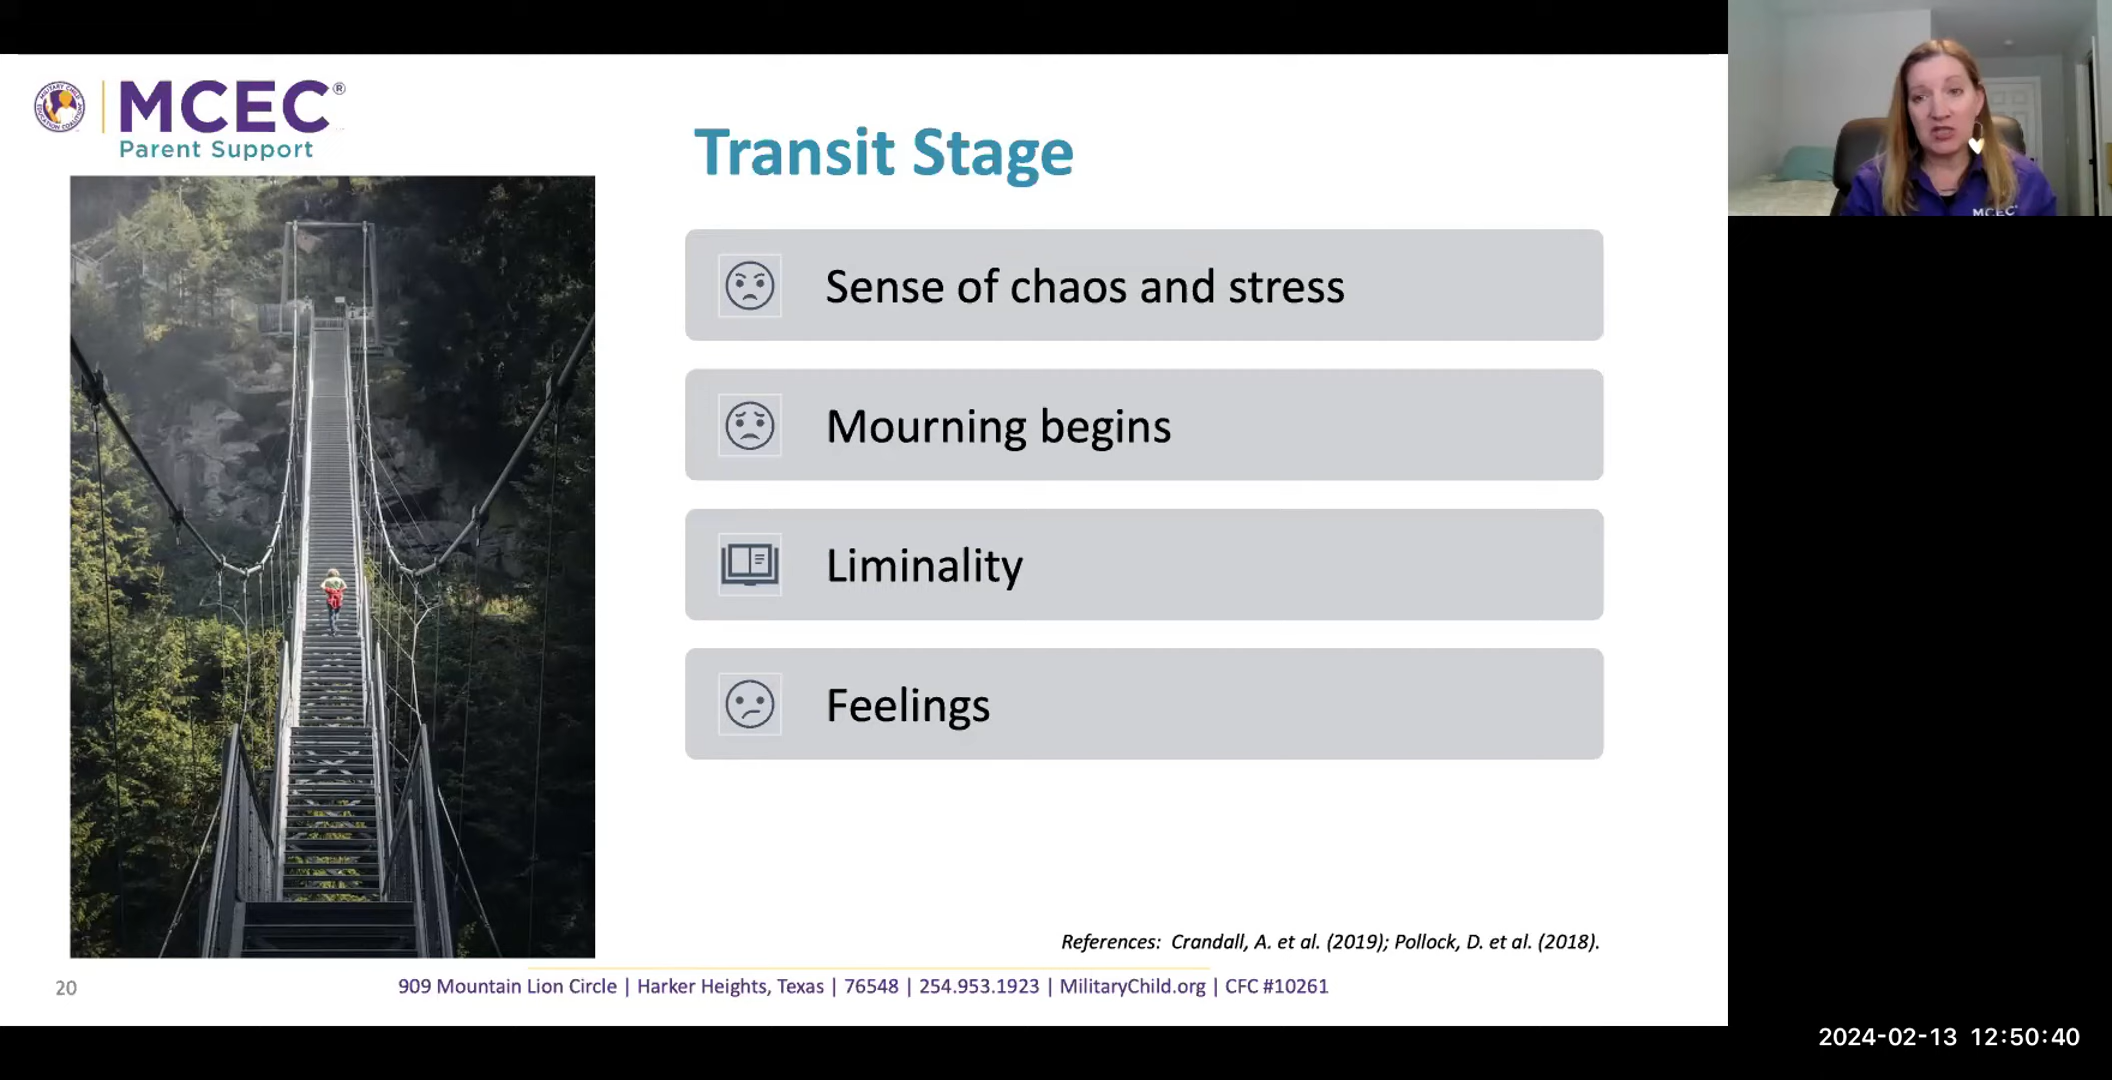 MCEC®
Parent Support
Transit Stage
Sense of chaos and stress
Mourning begins
Liminality
Feelings
References: Crandall, A. et al. (2019); Pollock, D. et al. (2018).
20
909 Mountain Lion Circle | Harker Heights, Texas | 76548 | 254.953.1923 | MilitaryChild.org | CFC #10261
MCEC
2024-02-13 12:50:40